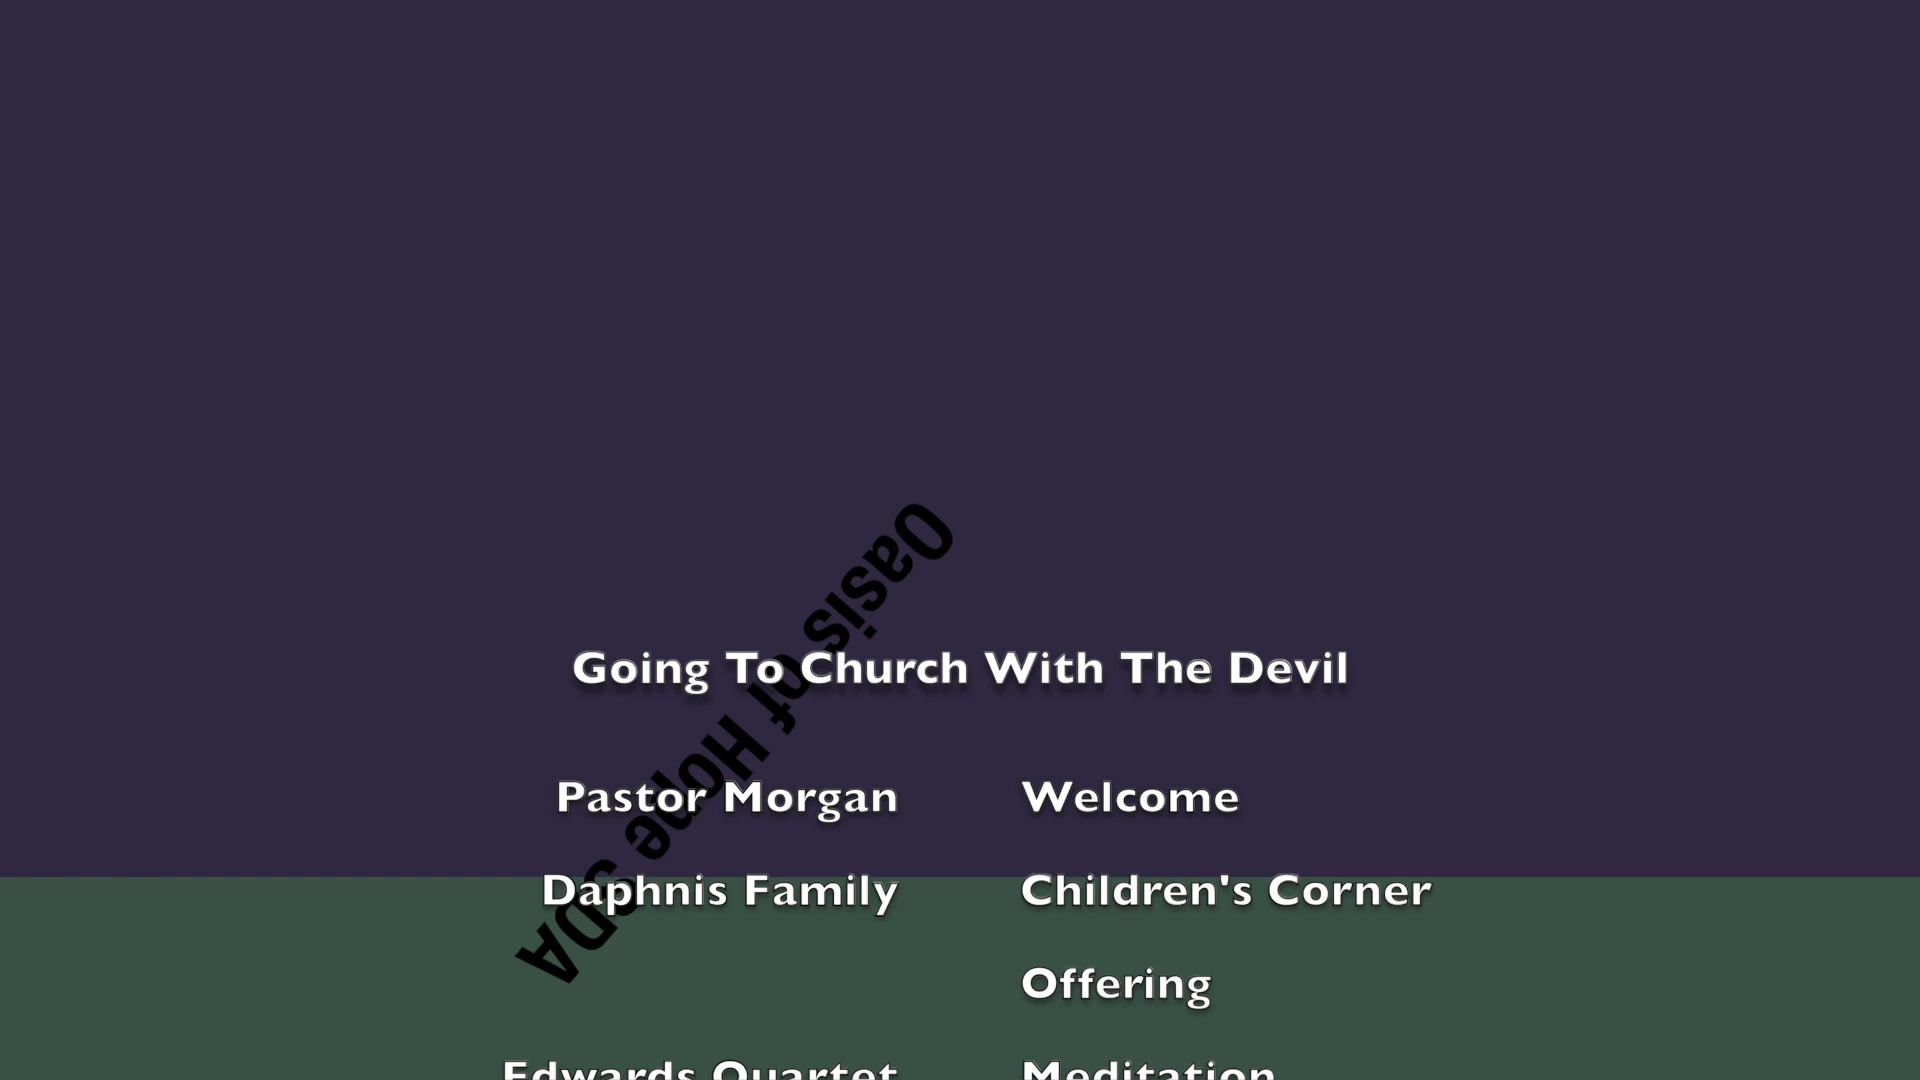 Oasis of Hope SDA
Going To Church With The Devil
Pastor Morgan Welcome
Daphnis Family Children's Corner
Offering
Edwards Quartet Meditation